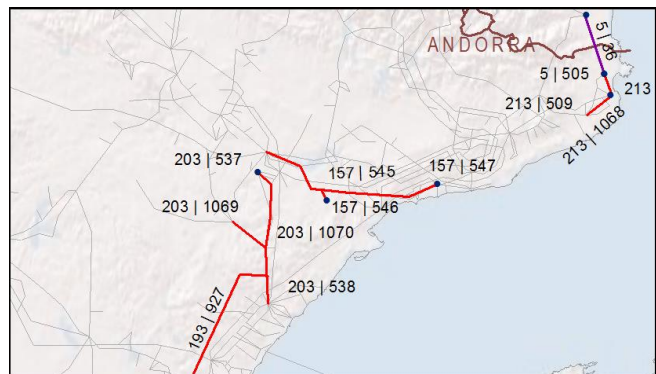 5 | 36
ANDORRA
5 | 505
213
213 | 509
213 | 1068
203 | 537
157 | 545
157 | 547
203 | 1069
157 | 546
203 | 1070
203 | 538
193 | 927